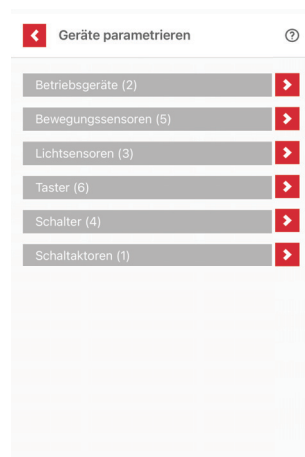 Geräte parametrieren
Betriebsgeräte (2)
Bewegungssensoren (5)
Lichtsensoren (3)
Taster (6)
Schalter (4)
Schaltaktoren (1)